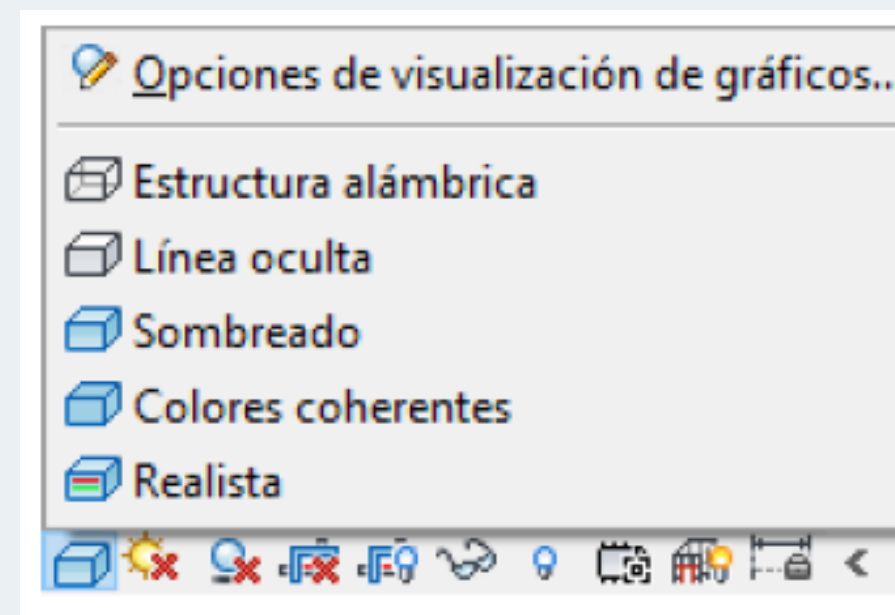 Opciones de visualización de gráficos..
Estructura alámbrica
Línea oculta
Sombreado
Colores coherentes
Realista